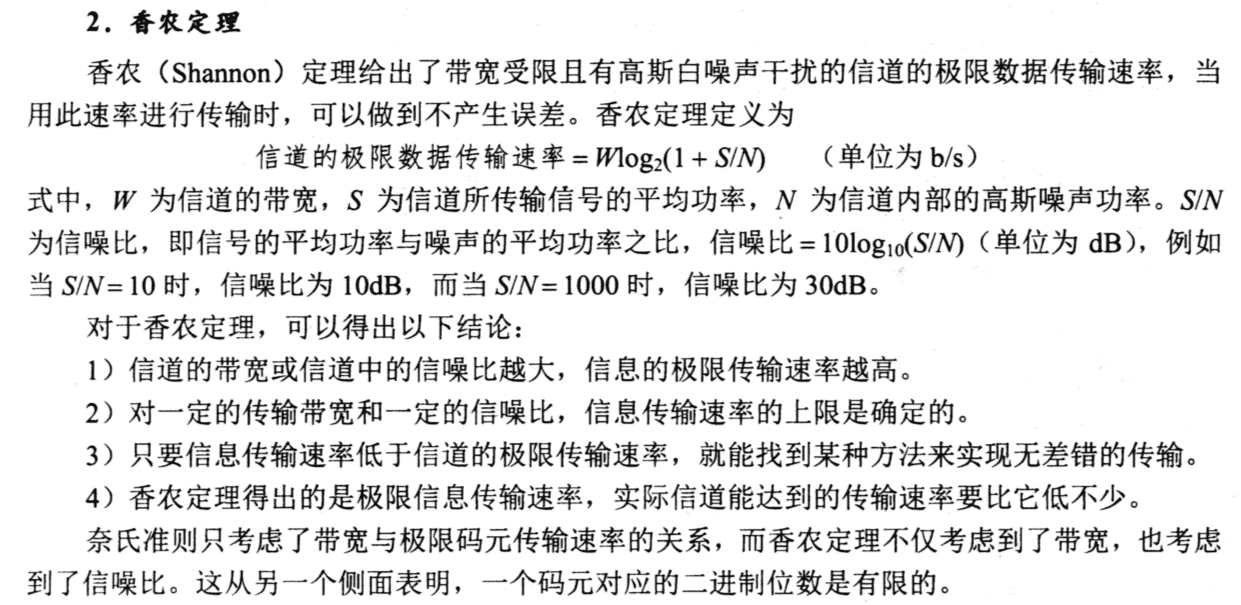 2．香农定理
香农（Shannon）定理给出了带宽受限且有高斯白噪声干扰的信道的极限数据传输速率，当
用此速率进行传输时，可以做到不产生误差。香农定理定义为
信道的极限数据传输速率 = Wlog₂(1 + S/N) （单位为 b/s）
式中，W 为信道的带宽，S 为信道所传输信号的平均功率，N 为信道内部的高斯噪声功率。S/N
为信噪比，即信号的平均功率与噪声的平均功率之比，信噪比 = 10log₁₀(S/N)（单位为 dB），例如
当 S/N = 10 时，信噪比为 10dB，而当 S/N = 1000 时，信噪比为 30dB。
对于香农定理，可以得出以下结论：
1）信道的带宽或信道中的信噪比越大，信息的极限传输速率越高。
2）对一定的传输带宽和一定的信噪比，信息传输速率的上限是确定的。
3）只要信息传输速率低于信道的极限传输速率，就能找到某种方法来实现无差错的传输。
4）香农定理得出的是极限信息传输速率，实际信道能达到的传输速率要比它低不少。
奈氏准则只考虑了带宽与极限码元传输速率的关系，而香农定理不仅考虑到了带宽，也考虑
到了信噪比。这从另一个侧面表明，一个码元对应的二进制位数是有限的。